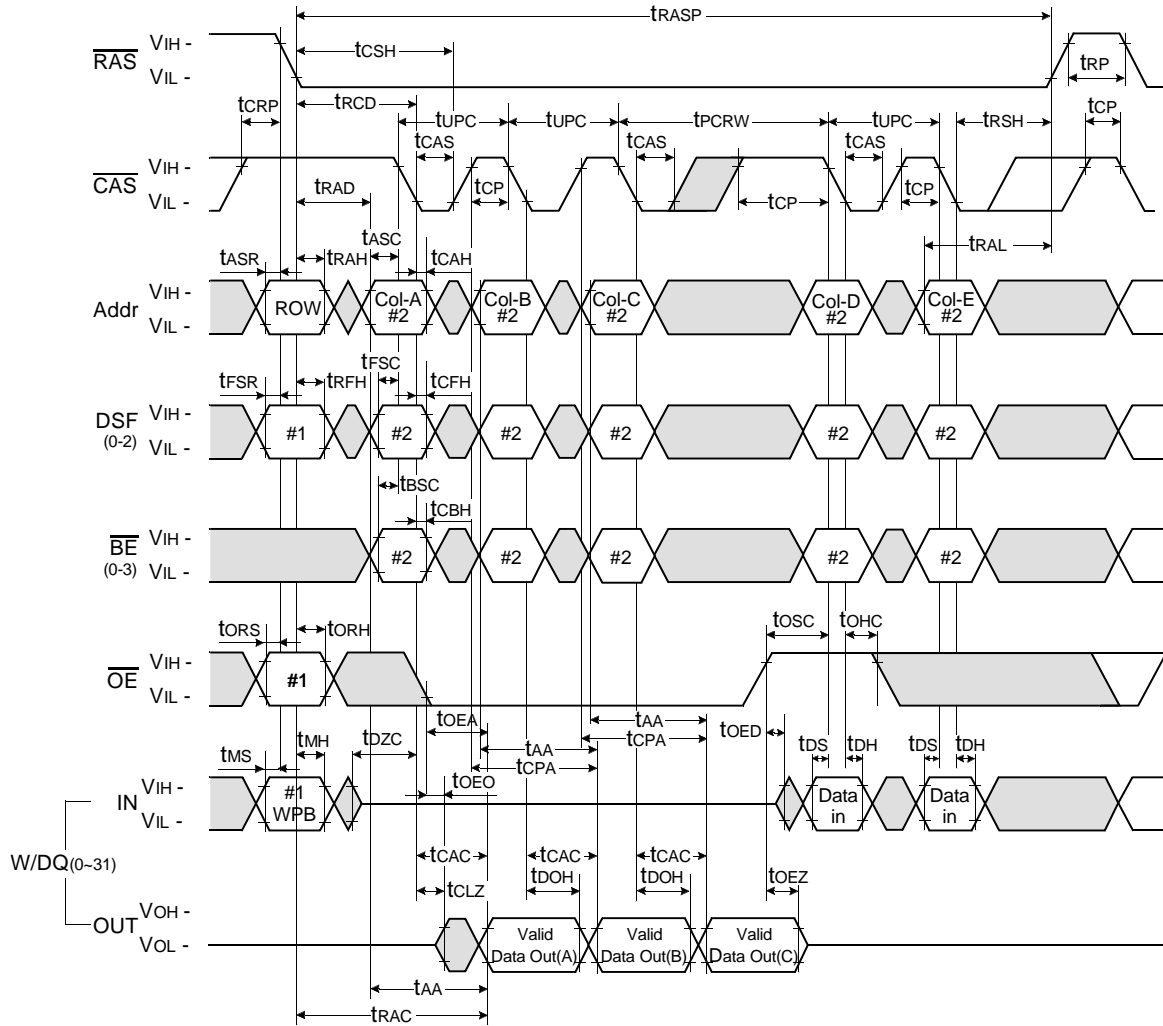 tRASP
RAS
VIH -
VIL -
tCSH
tRP
tCRP
tRCD
tUPC
tUPC
tPCRW
tUPC
tRSH
tCP
CAS
VIH -
VIL -
tCAS
tCAS
tCAS
tRAD
tCP
tCP
tCP
tASC
tRAL
tASR
tRAH
tCAH
Addr
VIH -
VIL -
ROW
Col-A
#2
Col-B
#2
Col-C
#2
Col-D
#2
Col-E
#2
tFSC
tFSR
tRFH
tCFH
DSF
(0-2)
VIH -
VIL -
#1
#2
#2
#2
#2
#2
tBSC
tCBH
BE
(0-3)
VIH -
VIL -
#2
#2
#2
#2
#2
tORS
tORH
tOSC
tOHC
OE
VIH -
VIL -
#1
tOEA
tAA
tCPA
tAA
tCPA
tOED
tMS
tMH
tDZC
tOEO
tDS
tDH
tDS
tDH
IN
VIH -
VIL -
#1
WPB
Data
in
Data
in
W/DQ(0~31)
tCAC
tCAC
tCAC
tCLZ
tDOH
tDOH
tOEZ
OUT
VOH -
VOL -
Valid
Data Out(A)
Valid
Data Out(B)
Valid
Data Out(C)
tAA
tRAC